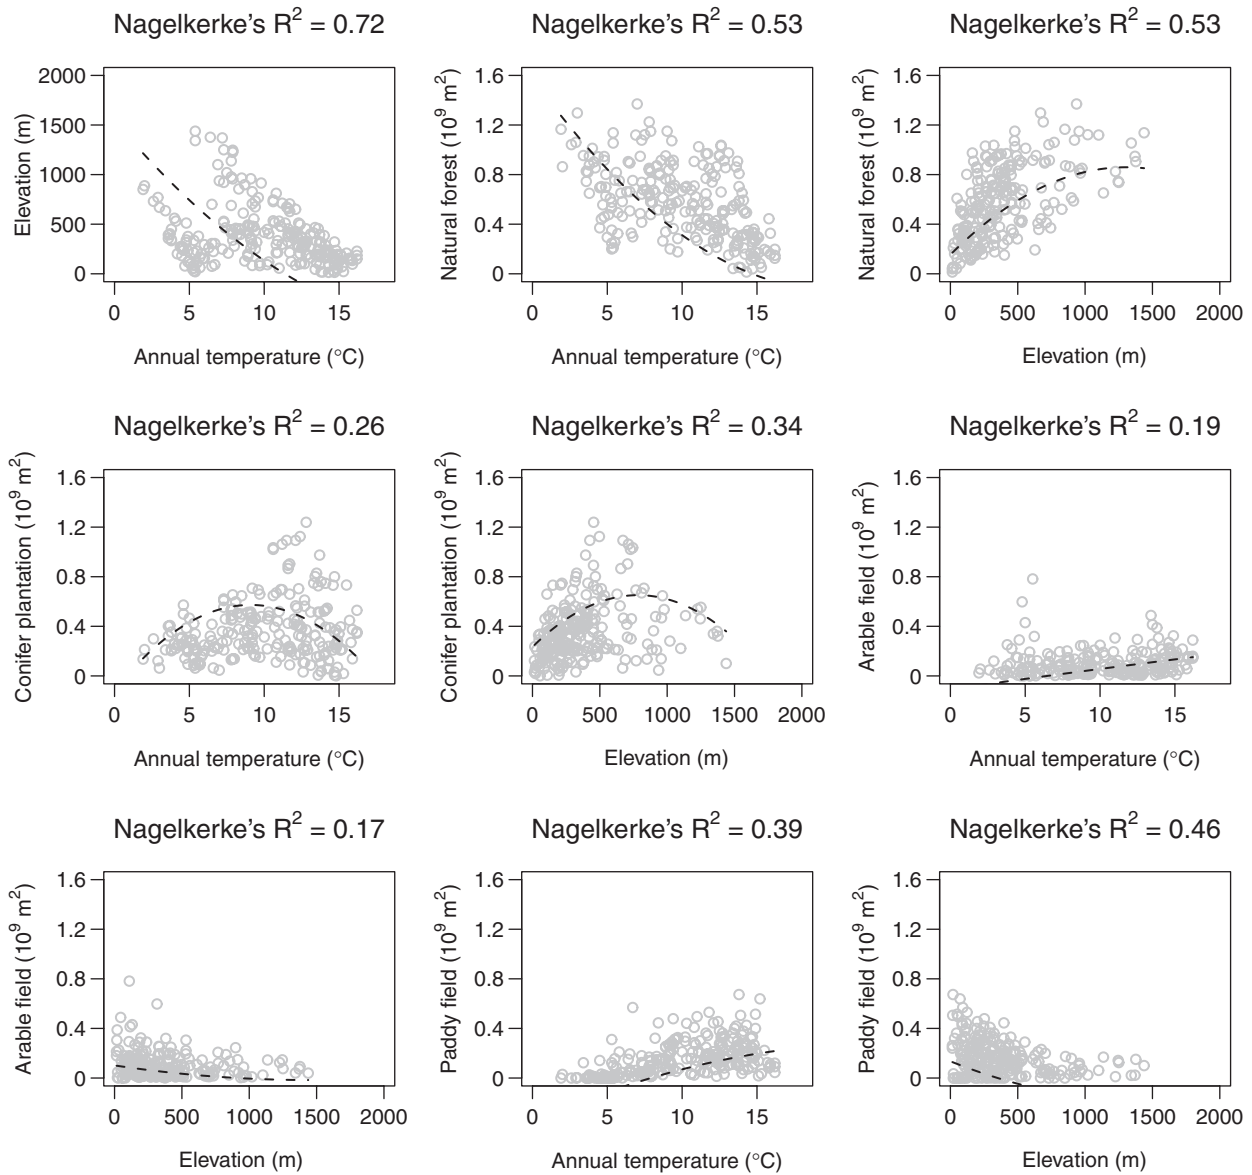 Nagelkerke’s R² = 0.72
Elevation (m)
2000
1500
1000
500
0
0 5 10 15
Annual temperature (°C)
Nagelkerke’s R² = 0.53
Natural forest (10⁹ m²)
1.6
1.2
0.8
0.4
0
0 5 10 15
Annual temperature (°C)
Nagelkerke’s R² = 0.53
Natural forest (10⁹ m²)
1.6
1.2
0.8
0.4
0
0 500 1000 1500 2000
Elevation (m)
Nagelkerke’s R² = 0.26
Conifer plantation (10⁹ m²)
1.6
1.2
0.8
0.4
0
0 5 10 15
Annual temperature (°C)
Nagelkerke’s R² = 0.34
Conifer plantation (10⁹ m²)
1.6
1.2
0.8
0.4
0
0 500 1000 1500 2000
Elevation (m)
Nagelkerke’s R² = 0.19
Arable field (10⁹ m²)
1.6
1.2
0.8
0.4
0
0 5 10 15
Annual temperature (°C)
Nagelkerke’s R² = 0.17
Arable field (10⁹ m²)
1.6
1.2
0.8
0.4
0
0 500 1000 1500 2000
Elevation (m)
Nagelkerke’s R² = 0.39
Paddy field (10⁹ m²)
1.6
1.2
0.8
0.4
0
0 5 10 15
Annual temperature (°C)
Nagelkerke’s R² = 0.46
Paddy field (10⁹ m²)
1.6
1.2
0.8
0.4
0
0 500 1000 1500 2000
Elevation (m)